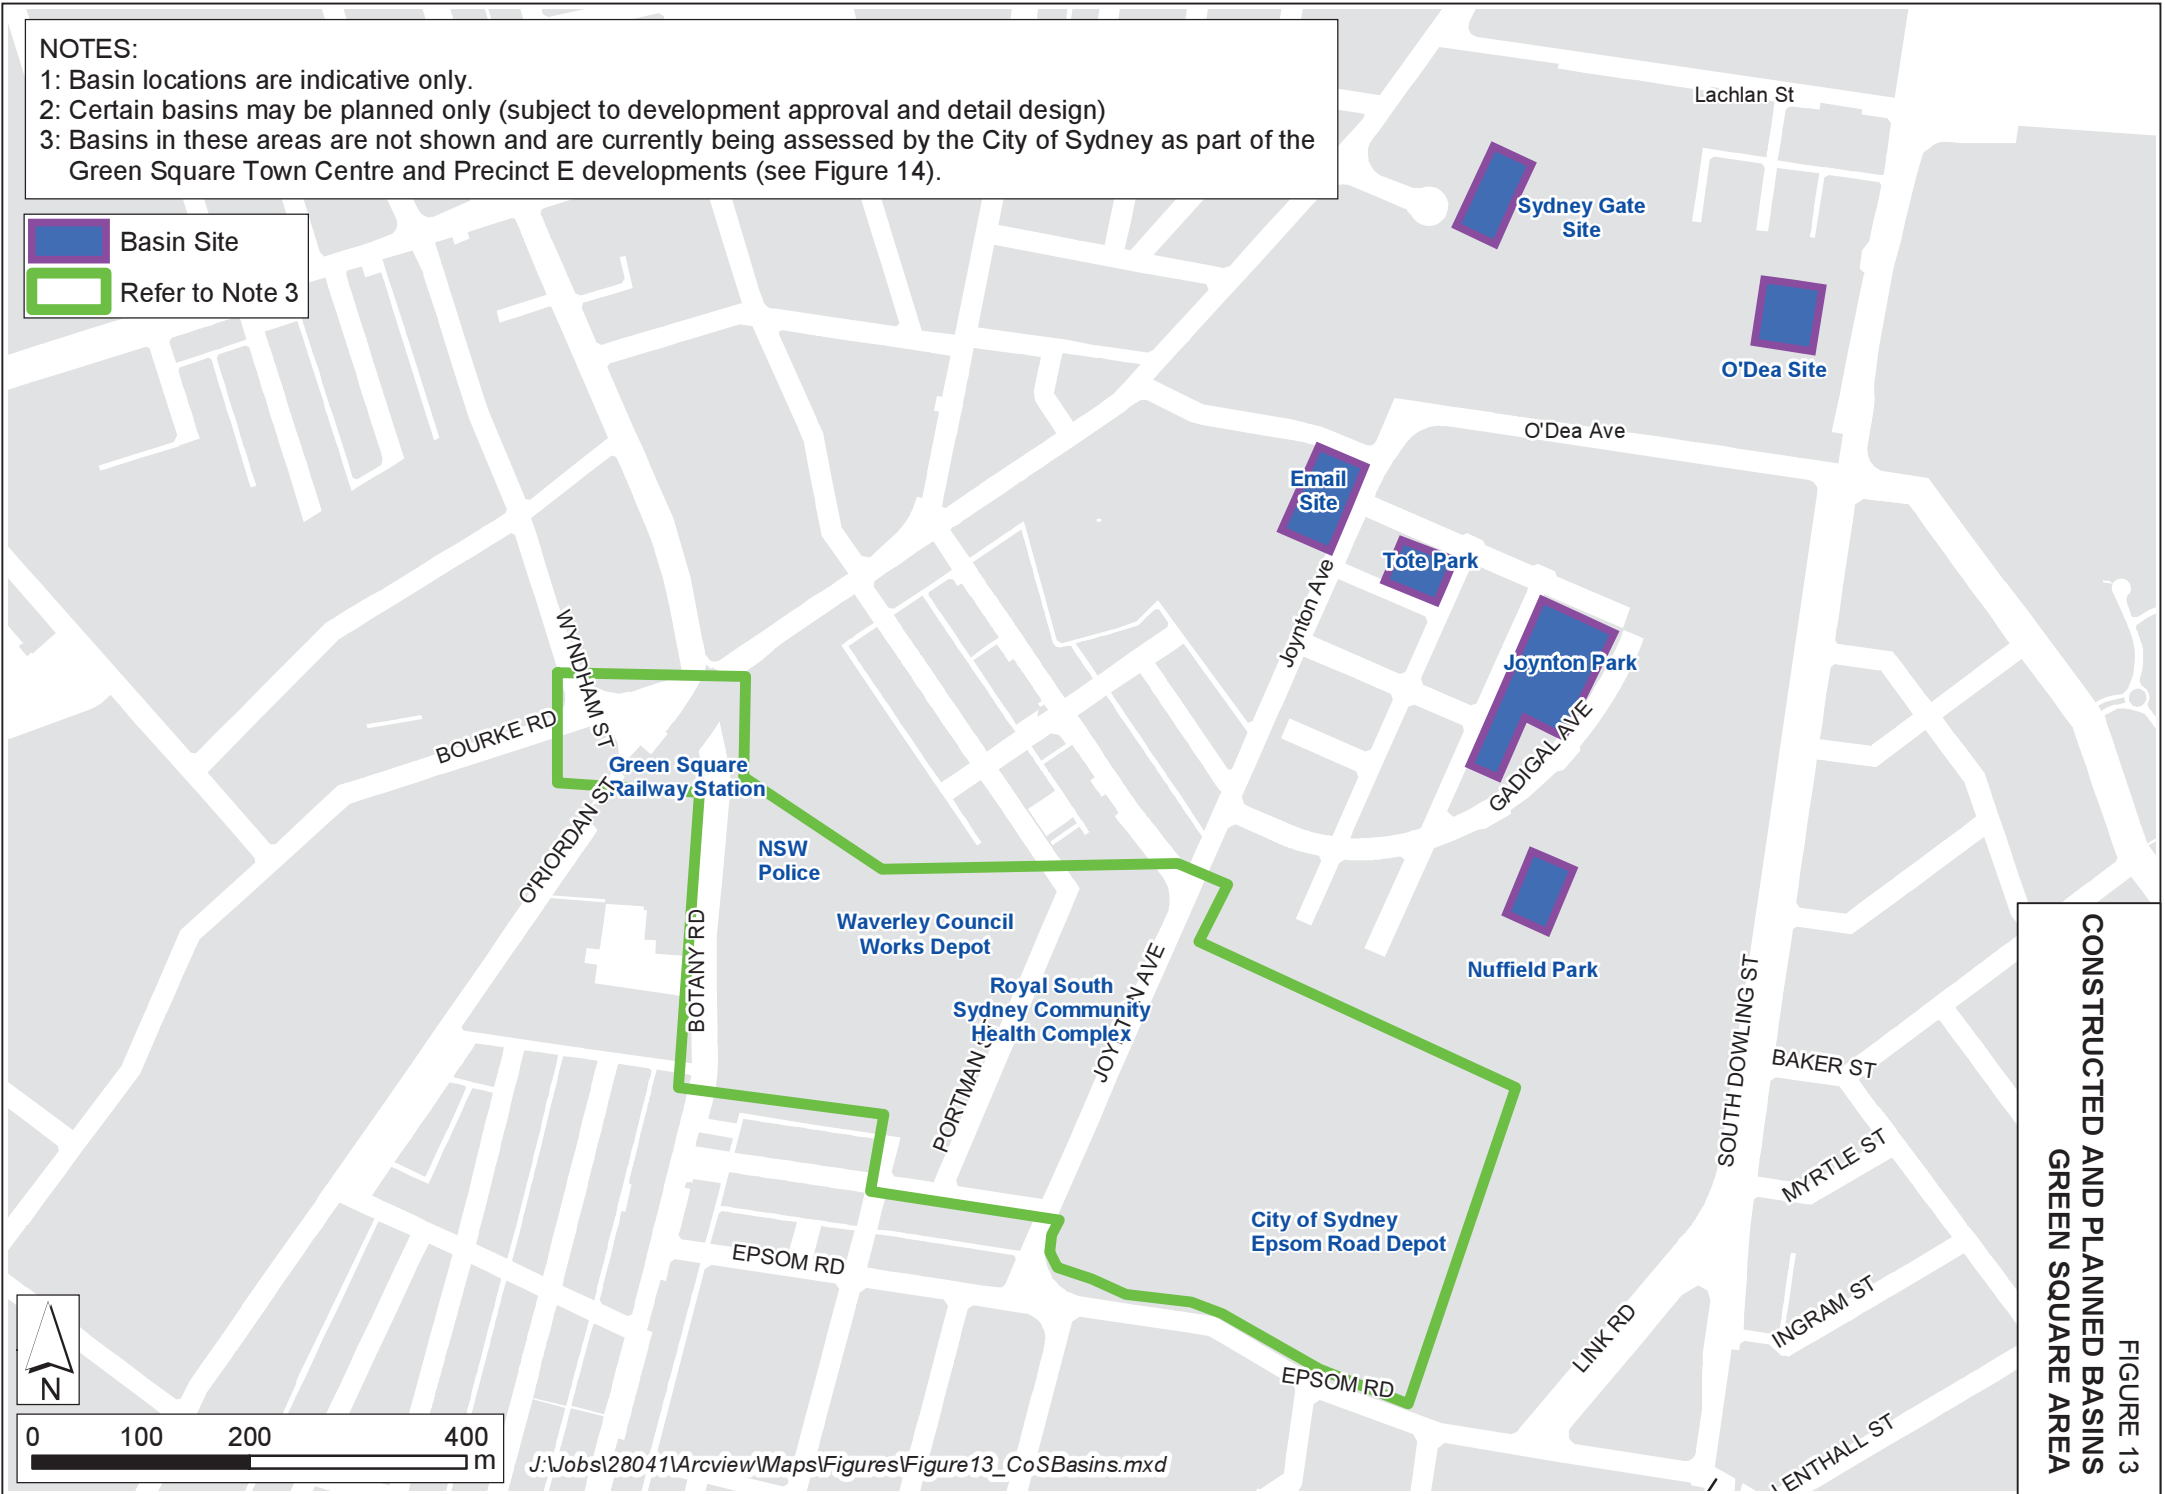 NOTES:
1: Basin locations are indicative only.
2: Certain basins may be planned only (subject to development approval and detail design)
3: Basins in these areas are not shown and are currently being assessed by the City of Sydney as part of the
Green Square Town Centre and Precinct E developments (see Figure 14).
Basin Site
Refer to Note 3
Lachlan St
Sydney Gate
Site
O'Dea Site
O'Dea Ave
Email
Site
Tote Park
Joynton Ave
Joynton Park
GADIGAL AVE
WYNDHAM ST
BOURKE RD
Green Square
Railway Station
O'RIORDAN ST
NSW
Police
BOTANY RD
Waverley Council
Works Depot
Royal South
Sydney Community
Health Complex
PORTMAN
JOYNTON AVE
Nuffield Park
SOUTH DOWLING ST
BAKER ST
MYRTLE ST
INGRAM ST
LINK RD
LENTHALL ST
City of Sydney
Epsom Road Depot
EPSOM RD
EPSOM RD
FIGURE 13
CONSTRUCTED AND PLANNED BASINS
GREEN SQUARE AREA
N
0 100 200 400
m
J:\Jobs\28041\Arcview\Maps\Figures\Figure13_CoSBasins.mxd